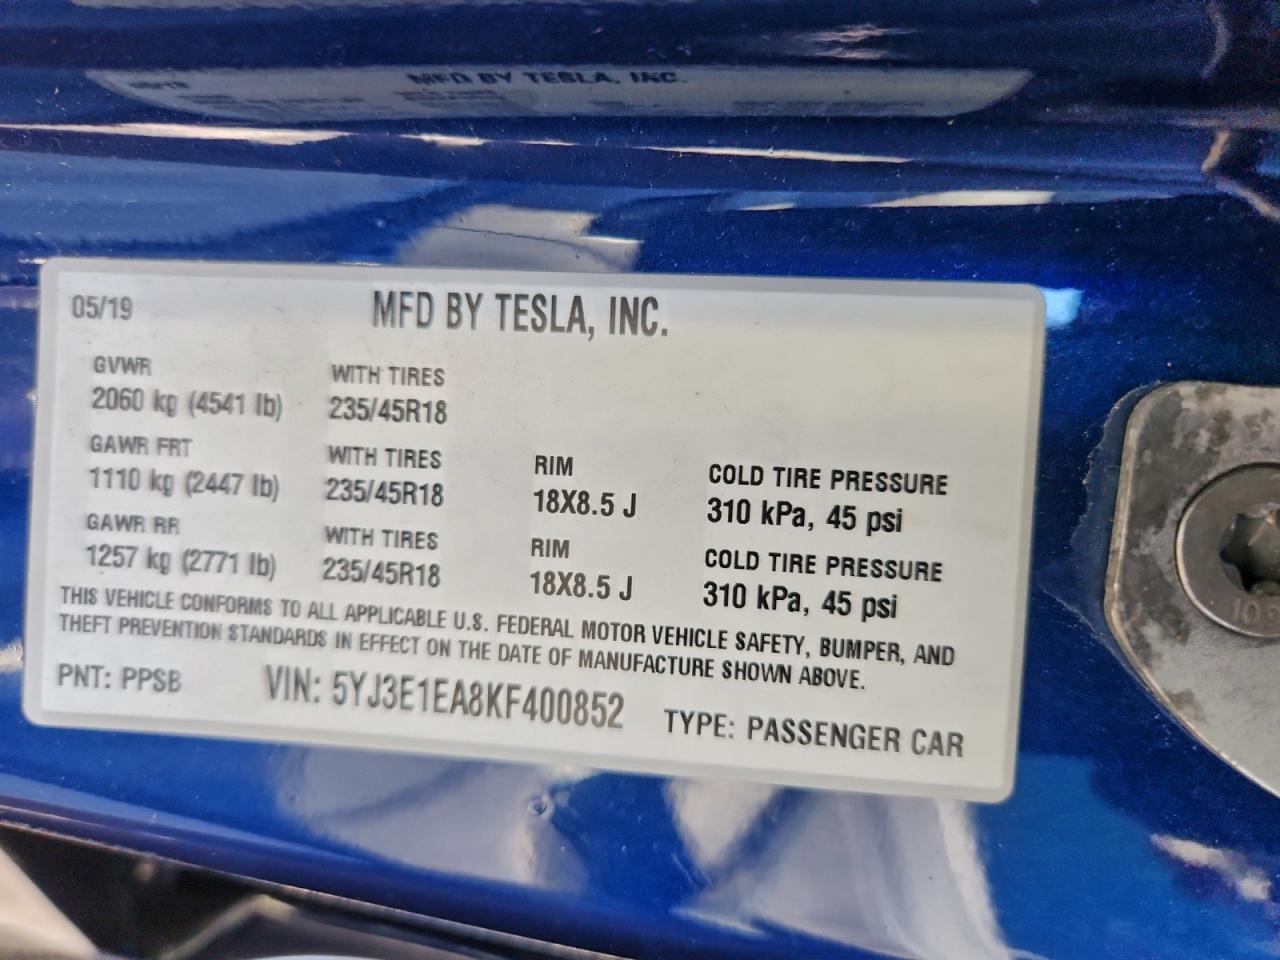 MFD BY TESLA, INC.
05/19 MFD BY TESLA, INC.
GVWR WITH TIRES
2060 kg (4541 lb) 235/45R18
GAWR FRT WITH TIRES RIM COLD TIRE PRESSURE
1110 kg (2447 lb) 235/45R18 18X8.5 J 310 kPa, 45 psi
GAWR RR WITH TIRES RIM COLD TIRE PRESSURE
1257 kg (2771 lb) 235/45R18 18X8.5 J 310 kPa, 45 psi
THIS VEHICLE CONFORMS TO ALL APPLICABLE U.S. FEDERAL MOTOR VEHICLE SAFETY, BUMPER, AND
THEFT PREVENTION STANDARDS IN EFFECT ON THE DATE OF MANUFACTURE SHOWN ABOVE.
PNT: PPSB VIN: 5YJ3E1EA8KF400852 TYPE: PASSENGER CAR